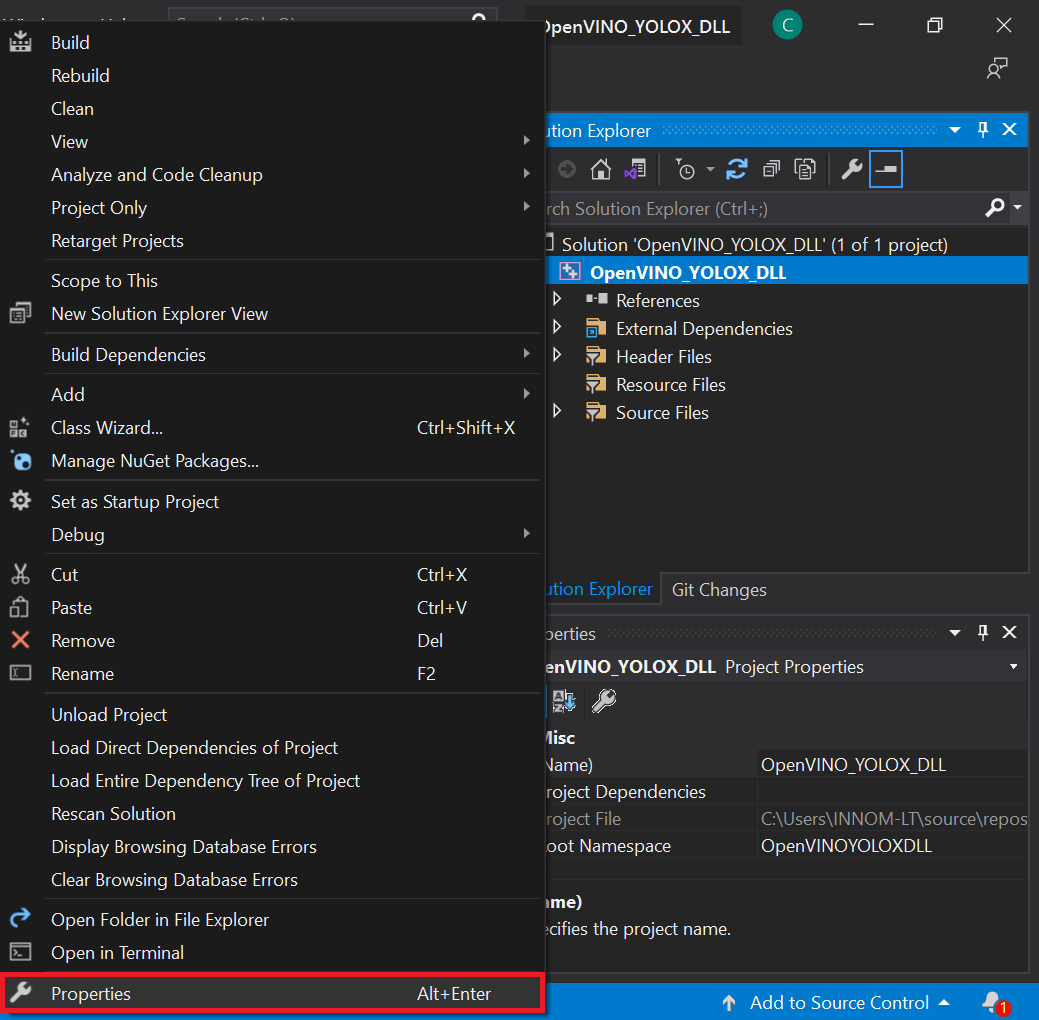 OpenVINO_YOLOX_DLL
C
Build
Rebuild
Clean
View
Analyze and Code Cleanup
Project Only
Retarget Projects
Scope to This
New Solution Explorer View
Build Dependencies
Add
Class Wizard... Ctrl+Shift+X
Manage NuGet Packages...
Set as Startup Project
Debug
Cut Ctrl+X
Paste Ctrl+V
Remove Del
Rename F2
Unload Project
Load Direct Dependencies of Project
Load Entire Dependency Tree of Project
Rescan Solution
Display Browsing Database Errors
Clear Browsing Database Errors
Open Folder in File Explorer
Open in Terminal
Properties Alt+Enter
ution Explorer
rch Solution Explorer (Ctrl+;)
Solution 'OpenVINO_YOLOX_DLL' (1 of 1 project)
OpenVINO_YOLOX_DLL
References
External Dependencies
Header Files
Resource Files
Source Files
ution Explorer Git Changes
perties
enVINO_YOLOX_DLL Project Properties
Misc
Name) OpenVINO_YOLOX_DLL
roject Dependencies
roject File C:\Users\INNOM-LT\source\repos
oot Namespace OpenVINOYOLOXDLL
ame)
ecifies the project name.
Add to Source Control 1